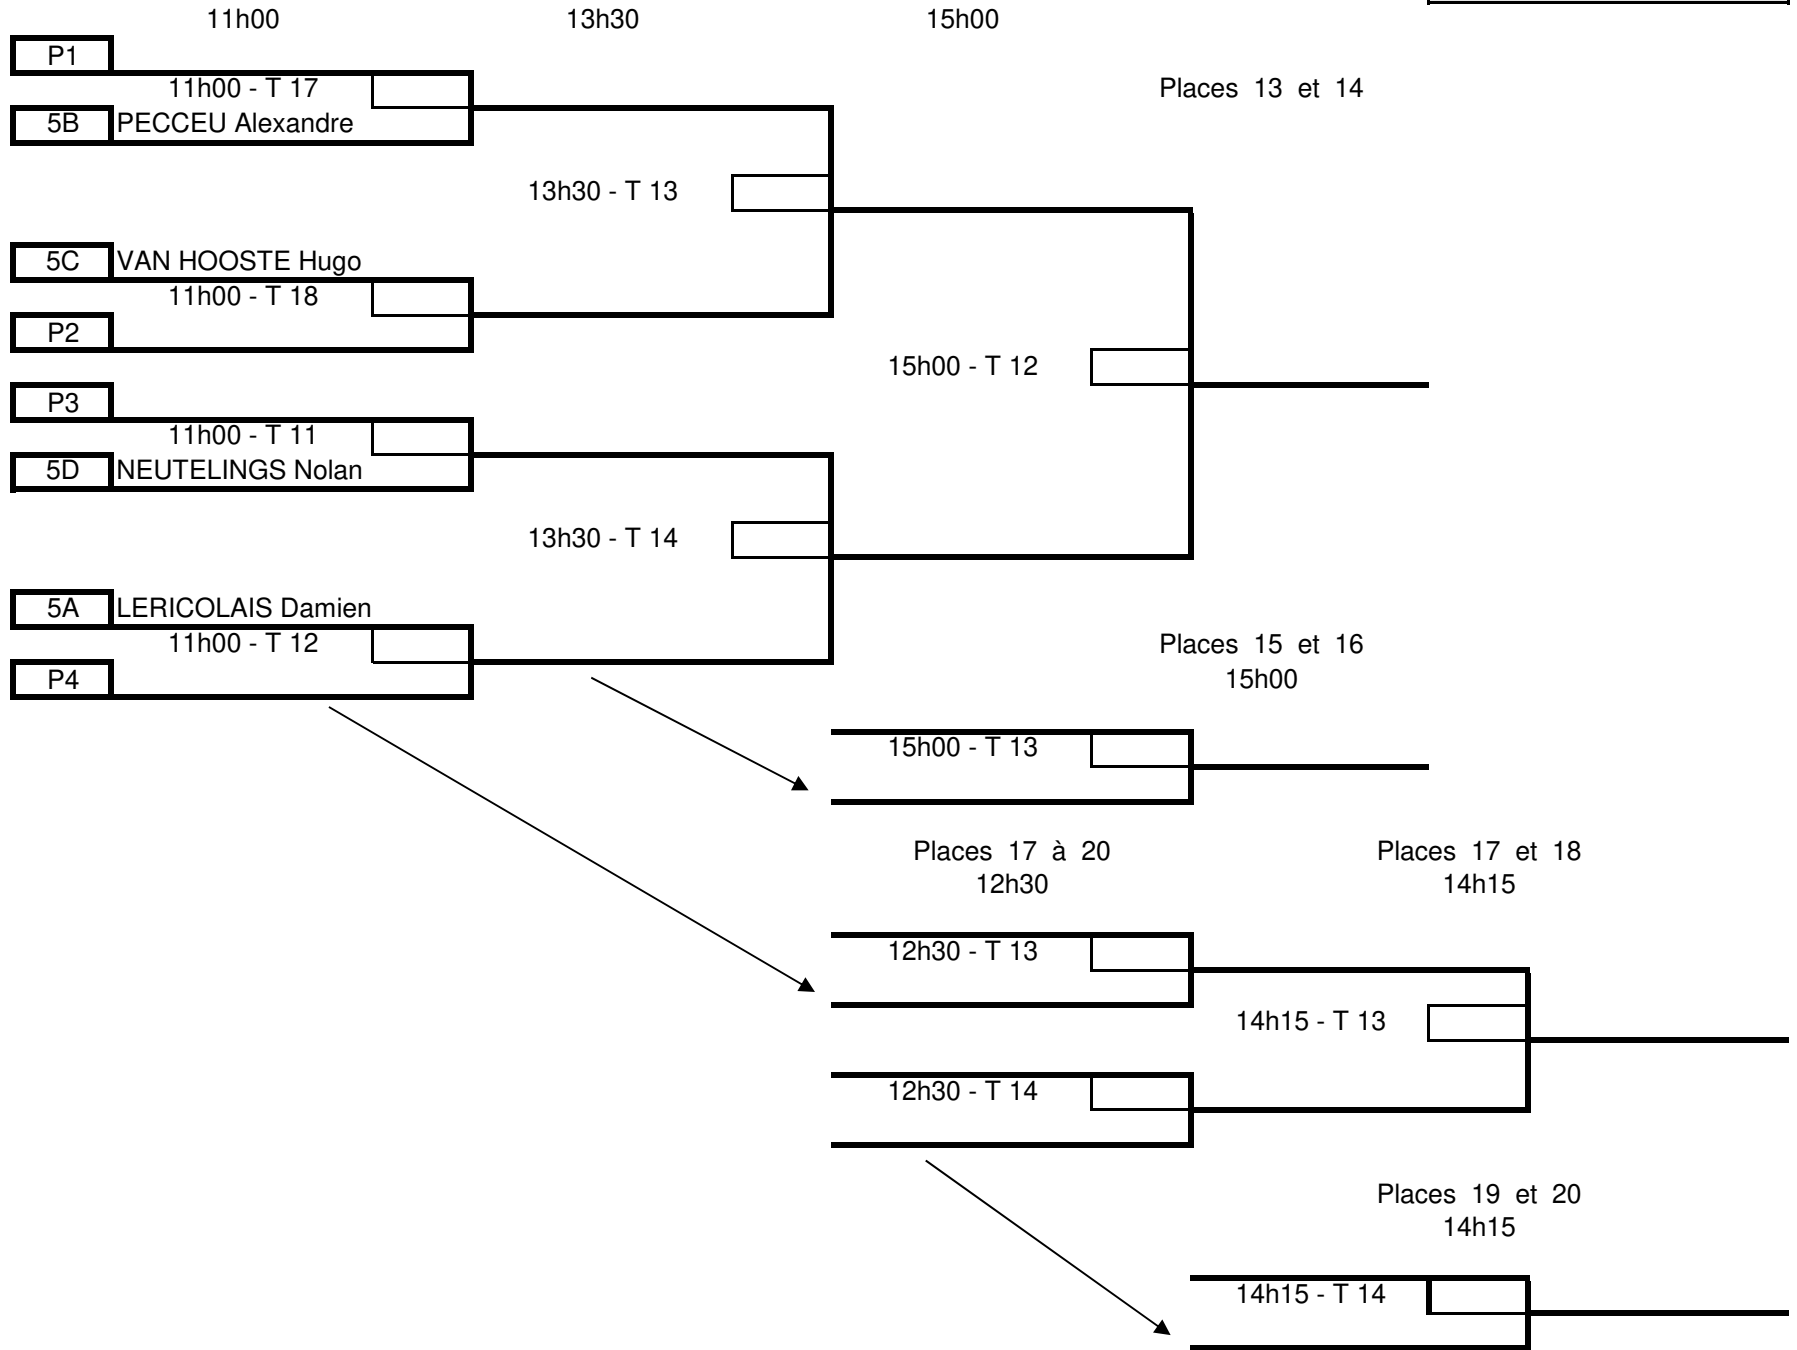 11h00 13h30 15h00
P1
11h00 - T 17 Places 13 et 14
5B PECCEU Alexandre
13h30 - T 13
5C VAN HOOSTE Hugo
11h00 - T 18
P2
15h00 - T 12
P3
11h00 - T 11
5D NEUTELINGS Nolan
13h30 - T 14
5A LERICOLAIS Damien
11h00 - T 12 Places 15 et 16
P4 15h00
15h00 - T 13
Places 17 à 20 Places 17 et 18
12h30 14h15
12h30 - T 13
14h15 - T 13
12h30 - T 14
Places 19 et 20
14h15
14h15 - T 14